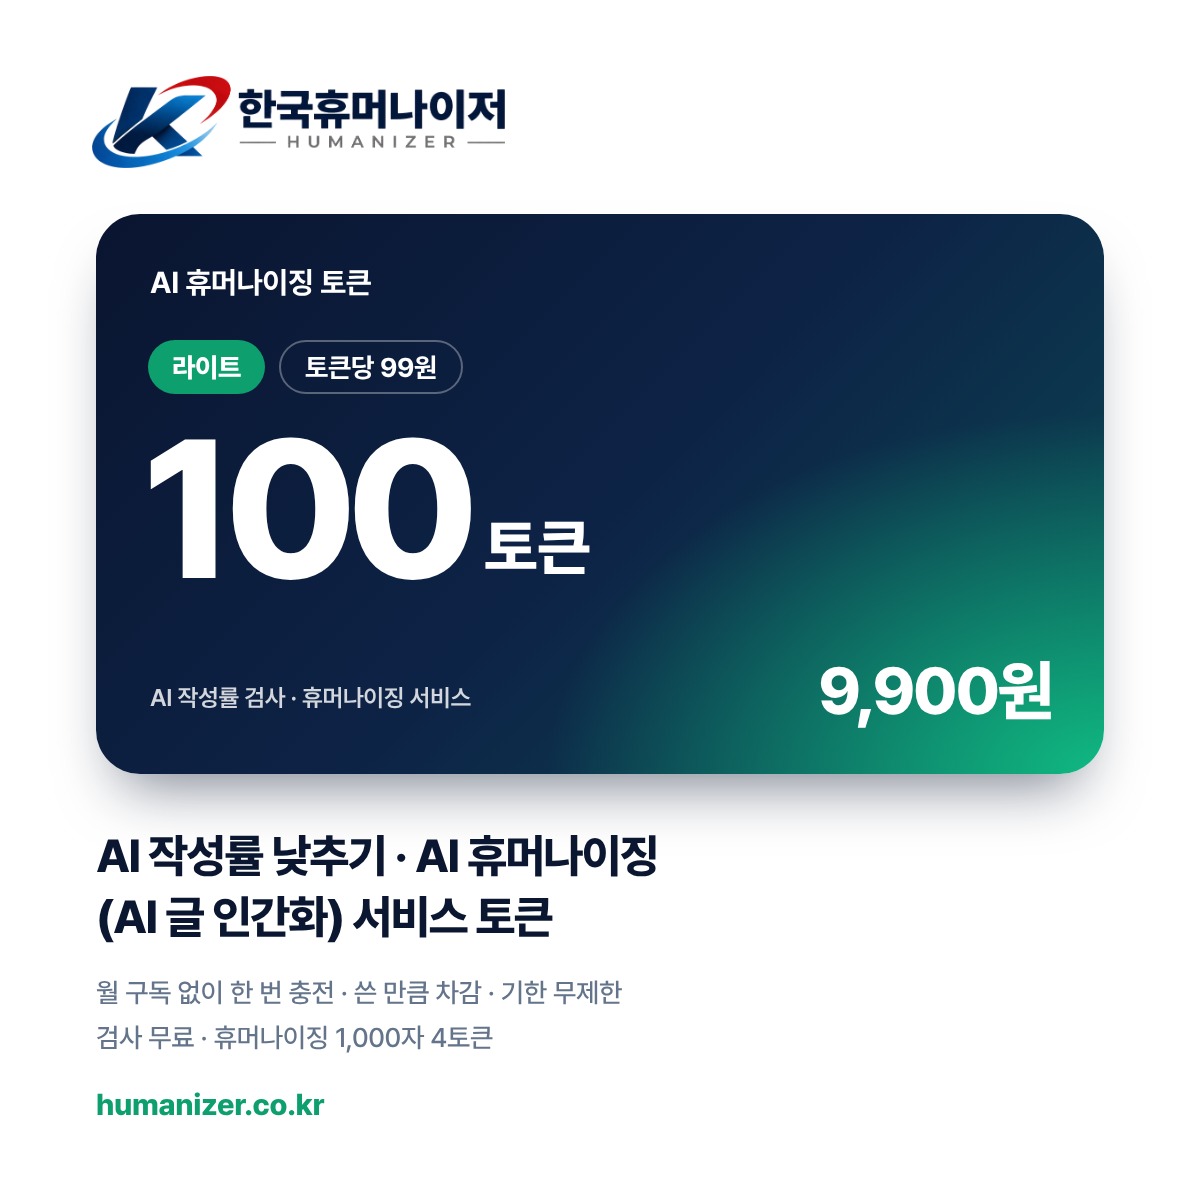 한국휴머나이저
HUMANIZER
AI 휴머나이징 토큰
라이트
토큰당 99원
100 토큰
AI 작성률 검사 · 휴머나이징 서비스
9,900원
AI 작성률 낮추기 · AI 휴머나이징
(AI 글 인간화) 서비스 토큰
월 구독 없이 한 번 충전 · 쓴 만큼 차감 · 기한 무제한
검사 무료 · 휴머나이징 1,000자 4토큰
humanizer.co.kr